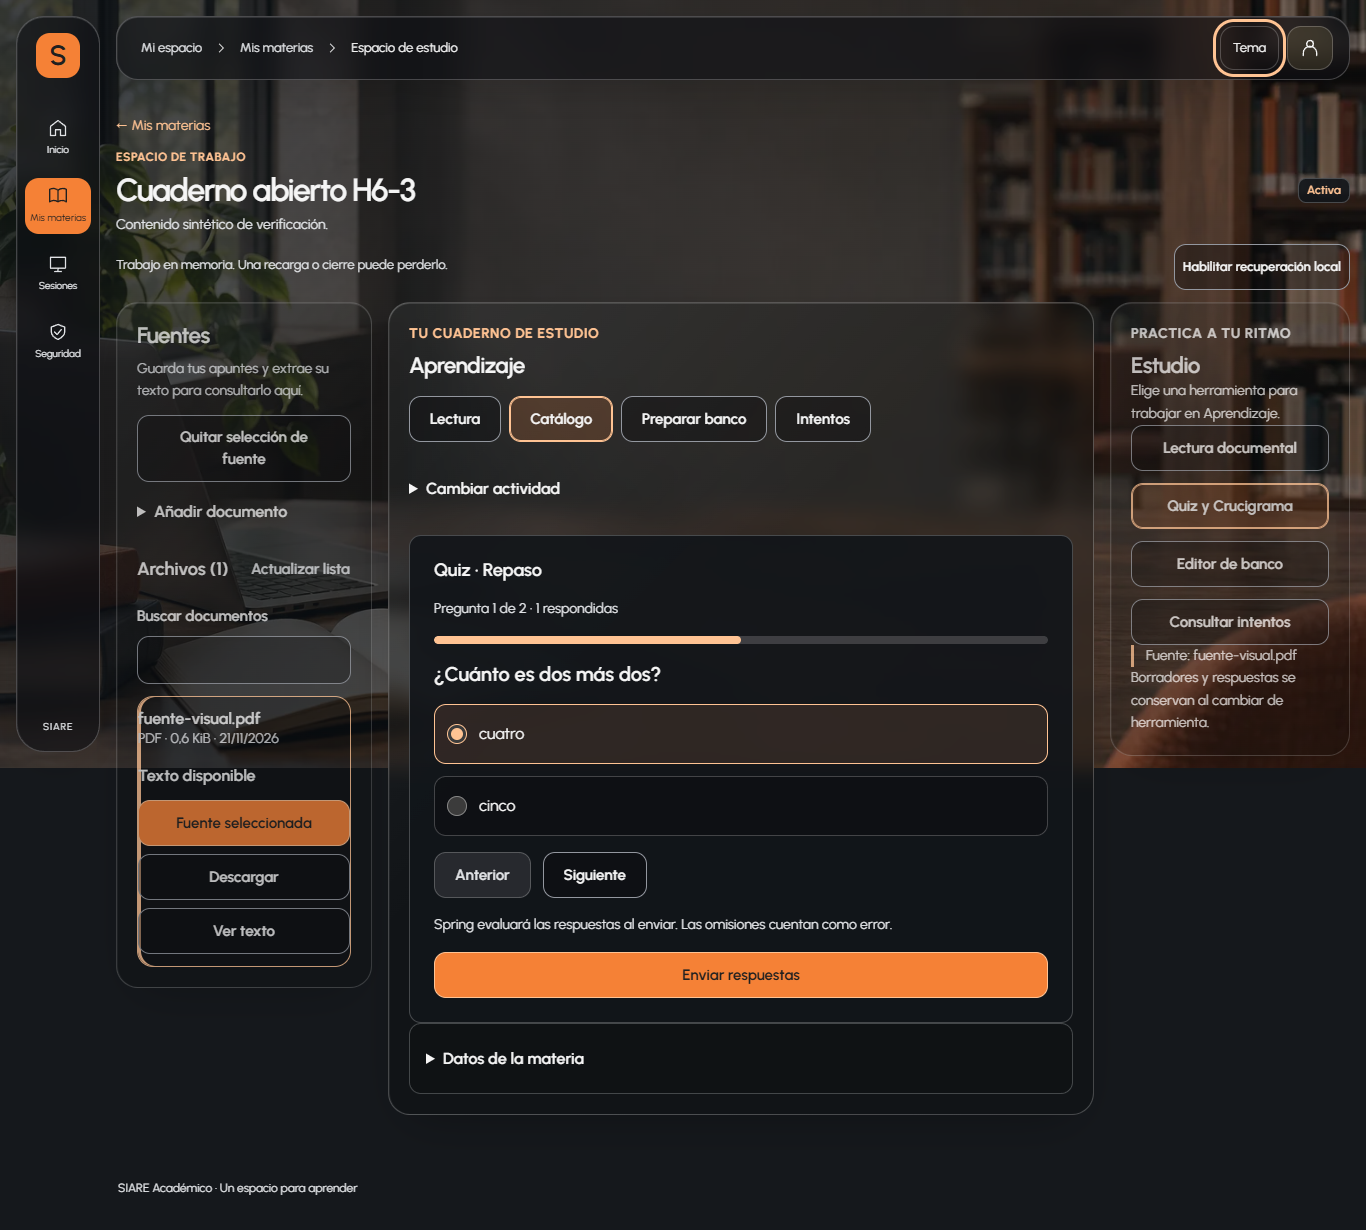 S
Inicio
Mis materias
Sesiones
Seguridad
SIARE
Mi espacio > Mis materias > Espacio de estudio
Tema
← Mis materias
ESPACIO DE TRABAJO
Cuaderno abierto H6-3
Activa
Contenido sintético de verificación.
Trabajo en memoria. Una recarga o cierre puede perderlo.
Habilitar recuperación local
Fuentes
Guarda tus apuntes y extrae su
texto para consultarlo aquí.
Quitar selección de
fuente
Añadir documento
Archivos (1)
Actualizar lista
Buscar documentos
fuente-visual.pdf
PDF · 0,6 KiB · 21/11/2026
Texto disponible
Fuente seleccionada
Descargar
Ver texto
TU CUADERNO DE ESTUDIO
Aprendizaje
Lectura
Catálogo
Preparar banco
Intentos
Cambiar actividad
Quiz · Repaso
Pregunta 1 de 2 · 1 respondidas
¿Cuánto es dos más dos?
cuatro
cinco
Anterior
Siguiente
Spring evaluará las respuestas al enviar. Las omisiones cuentan como error.
Enviar respuestas
Datos de la materia
PRACTICA A TU RITMO
Estudio
Elige una herramienta para
trabajar en Aprendizaje.
Lectura documental
Quiz y Crucigrama
Editor de banco
Consultar intentos
Fuente: fuente-visual.pdf
Borradores y respuestas se
conservan al cambiar de
herramienta.
SIARE Académico · Un espacio para aprender